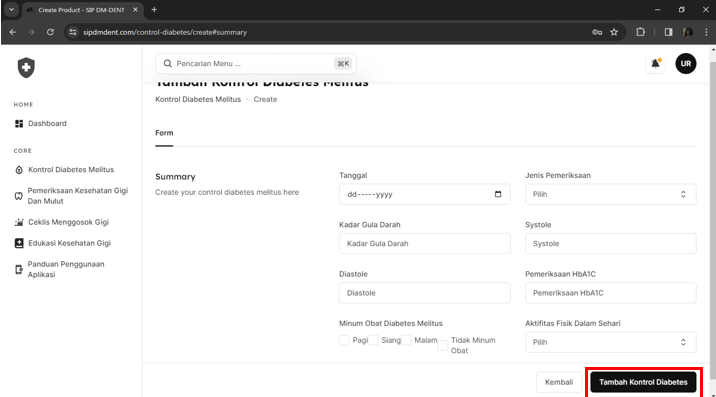 Create Product - SIP DM-DENT
sipdmdent.com/control-diabetes/create#summary
Pencarian Menu ...
⌘K
UR
Tambah Kontrol Diabetes Melitus
Kontrol Diabetes Melitus · Create
HOME
Dashboard
CORE
Kontrol Diabetes Melitus
Pemeriksaan Kesehatan Gigi
Dan Mulut
Ceklis Menggosok Gigi
Edukasi Kesehatan Gigi
Panduan Penggunaan
Aplikasi
Form
Summary
Create your control diabetes melitus here
Tanggal
dd-----yyyy
Jenis Pemeriksaan
Pilih
Kadar Gula Darah
Kadar Gula Darah
Systole
Systole
Diastole
Diastole
Pemeriksaan HbA1C
Pemeriksaan HbA1C
Minum Obat Diabetes Melitus
Pagi Siang Malam Tidak Minum
Obat
Aktifitas Fisik Dalam Sehari
Pilih
Kembali
Tambah Kontrol Diabetes